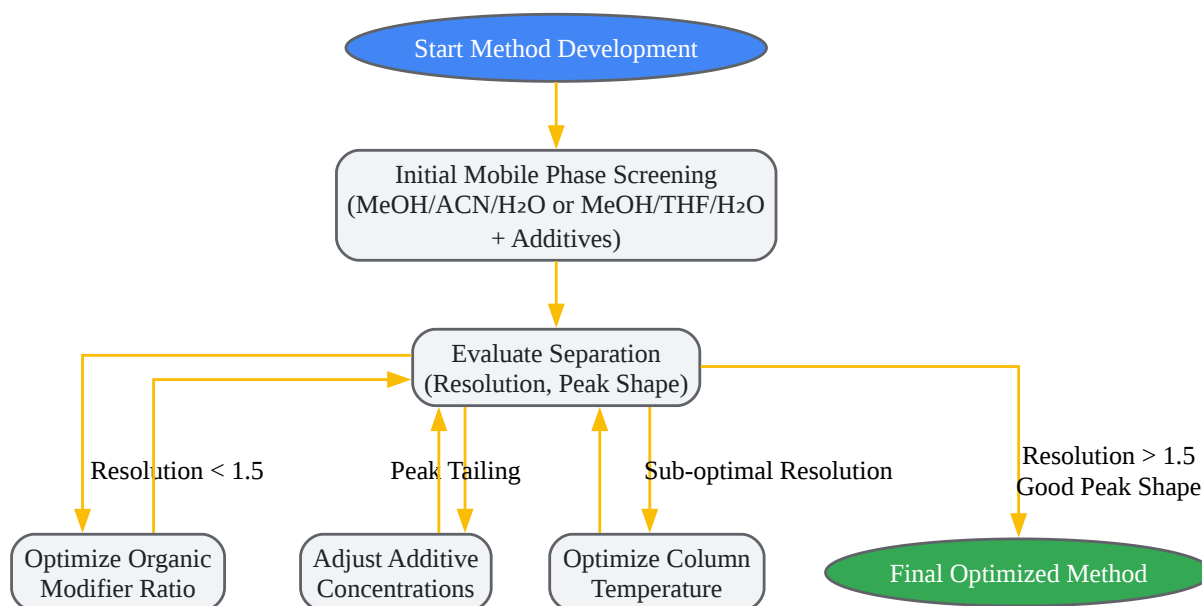 Start Method Development
Initial Mobile Phase Screening
(MeOH/ACN/H₂O or MeOH/THF/H₂O
+ Additives)
Evaluate Separation
(Resolution, Peak Shape)
Resolution < 1.5
Peak Tailing
Sub-optimal Resolution
Resolution > 1.5
Good Peak Shape
Optimize Organic
Modifier Ratio
Adjust Additive
Concentrations
Optimize Column
Temperature
Final Optimized Method